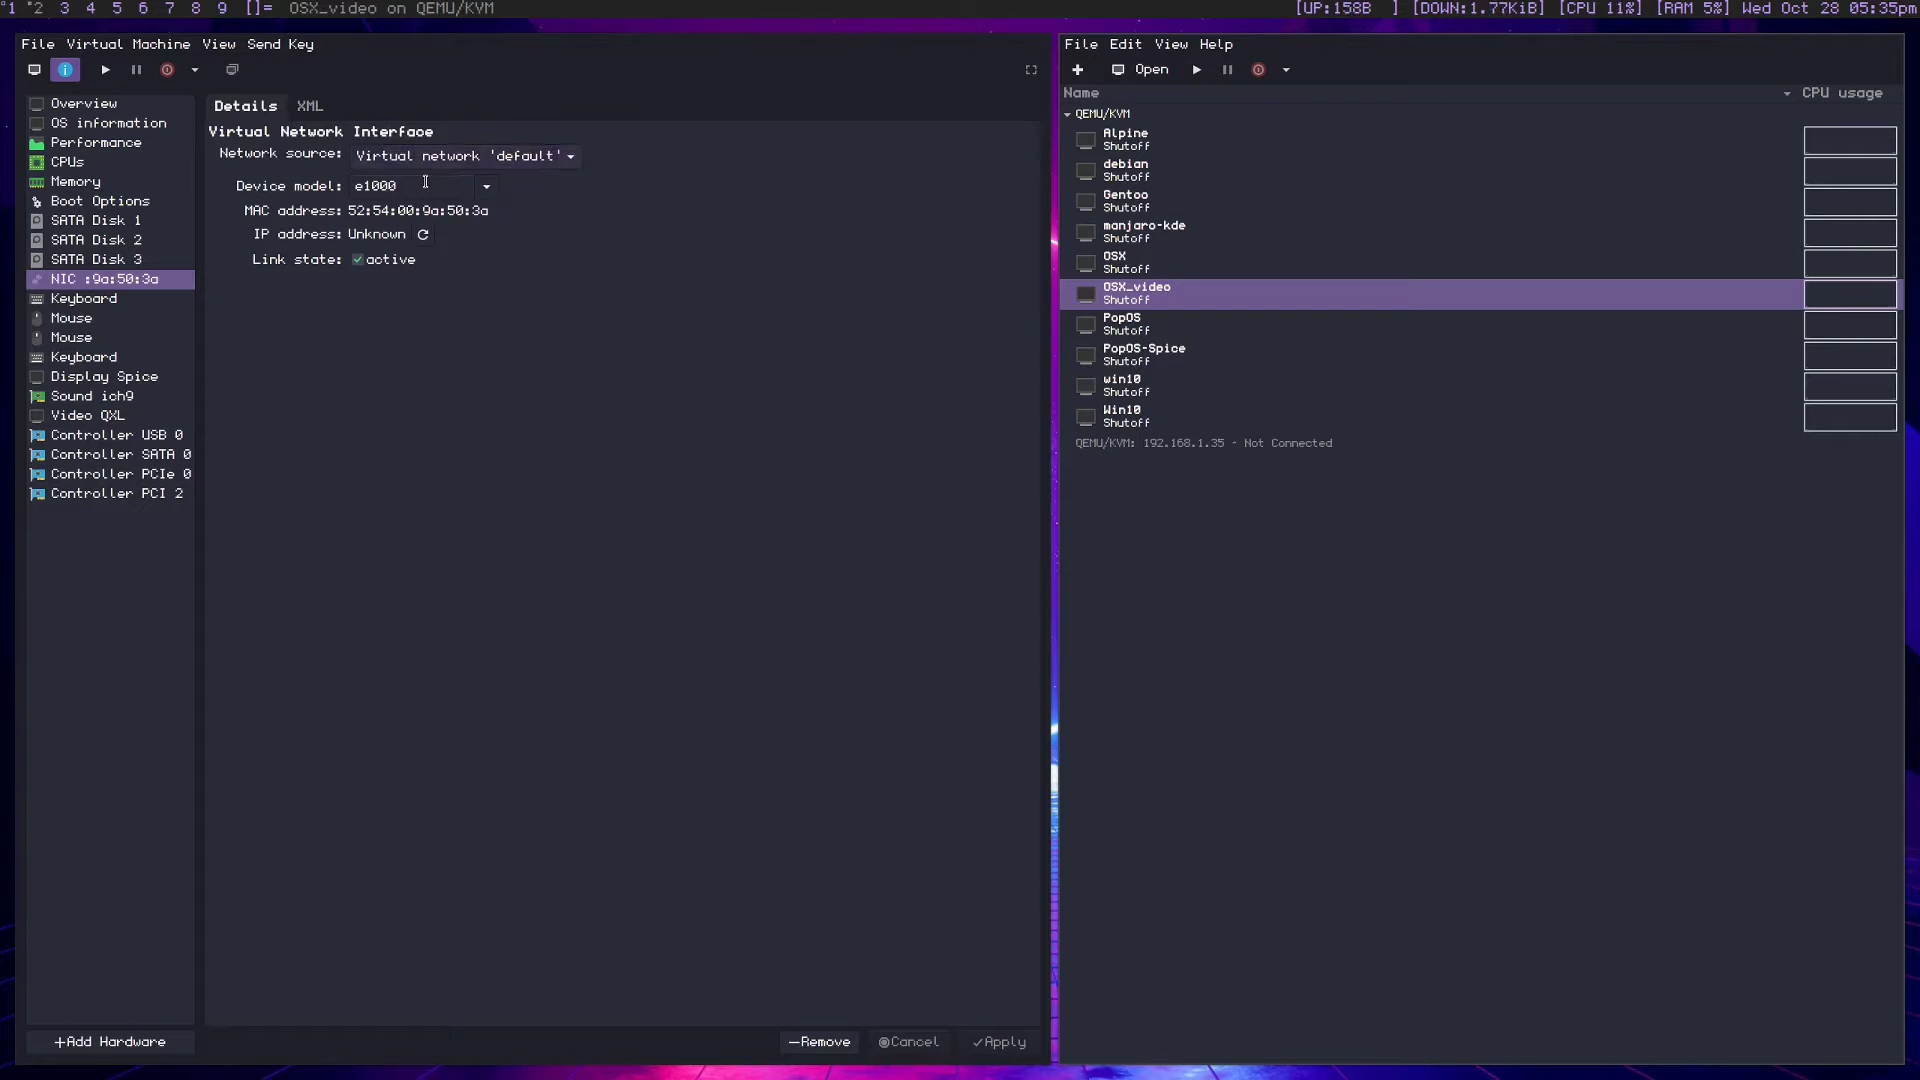 1 2 3 4 5 6 7 8 9 []= OSX_video on QEMU/KVM [UP:158B ] [DOWN:1.77KiB] [CPU 11%] [RAM 5%] Wed Oct 28 05:35pm
File Virtual Machine View Send Key
Details XML
Overview
OS information
Performance
CPUs
Memory
Boot Options
SATA Disk 1
SATA Disk 2
SATA Disk 3
NIC :9a:50:3a
Keyboard
Mouse
Mouse
Keyboard
Display Spice
Sound ich9
Video QXL
Controller USB 0
Controller SATA 0
Controller PCIe 0
Controller PCI 2
+Add Hardware
Virtual Network Interface
Network source: Virtual network 'default'
Device model: e1000
MAC address: 52:54:00:9a:50:3a
IP address: Unknown
Link state: active
Remove Cancel Apply
File Edit View Help
Open
Name CPU usage
QEMU/KVM
Alpine
Shutoff
debian
Shutoff
Gentoo
Shutoff
manjaro-kde
Shutoff
OSX
Shutoff
OSX_video
Shutoff
PopOS
Shutoff
PopOS-Spice
Shutoff
win10
Shutoff
Win10
Shutoff
QEMU/KVM: 192.168.1.35 - Not Connected